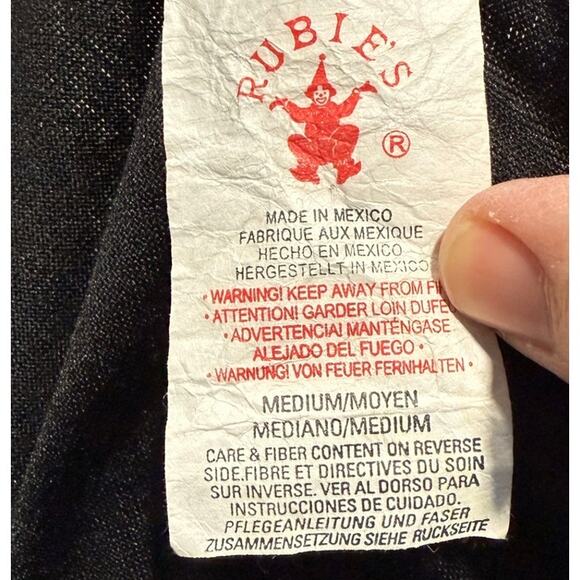 RUBIE'S
®
MADE IN MEXICO
FABRIQUE AUX MEXIQUE
HECHO EN MEXICO
HERGESTELLT IN MEXICO
• WARNING! KEEP AWAY FROM
• ATTENTION! GARDER LOIN
• ADVERTENCIA! MANTÉNGASE
ALEJADO DEL FUEGO •
• WARNUNG! VON FEUER FERNHALTEN •
MEDIUM/MOYEN
MEDIANO/MEDIUM
CARE & FIBER CONTENT ON REVERSE
SIDE.FIBRE ET DIRECTIVES DU SOIN
SUR INVERSE. VER AL DORSO PARA
INSTRUCCIONES DE CUIDADO.
PFLEGEANLEITUNG UND FASER
ZUSAMMENSETZUNG SIEHE RUCKSEITE